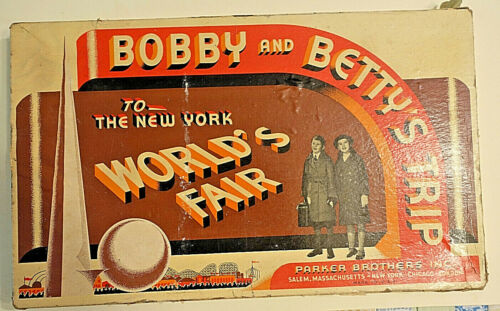 BOBBY AND BETTY'S TRIP
TO
THE NEW YORK
WORLD'S
FAIR
PARKER BROTHERS INC.
SALEM, MASSACHUSETTS - NEW YORK - CHICAGO - LONDON